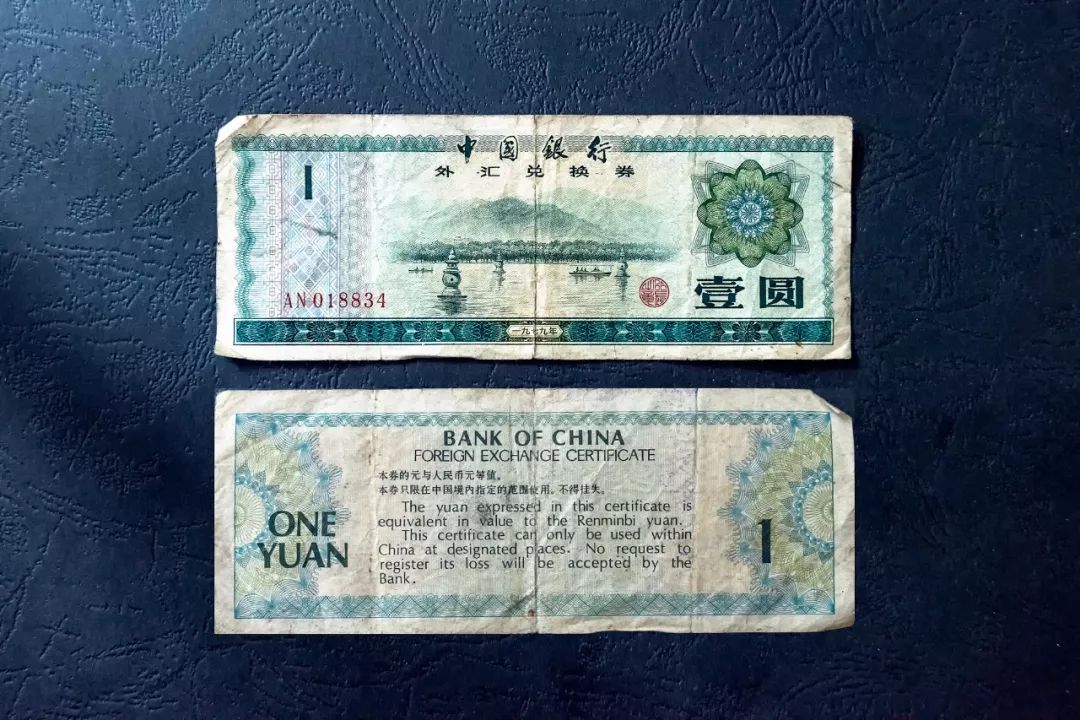 中国銀行
外汇兑换券
1
AN018834
壹圆
一九七九年
BANK OF CHINA
FOREIGN EXCHANGE CERTIFICATE
本券的元与人民币元等值。
本券只限在中国境内指定的范围使用。不得挂失。
The yuan expressed in this certificate is
equivalent in value to the Renminbi yuan.
This certificate can only be used within
China at designated places. No request to
register its loss will be accepted by the
Bank.
ONE
YUAN
1